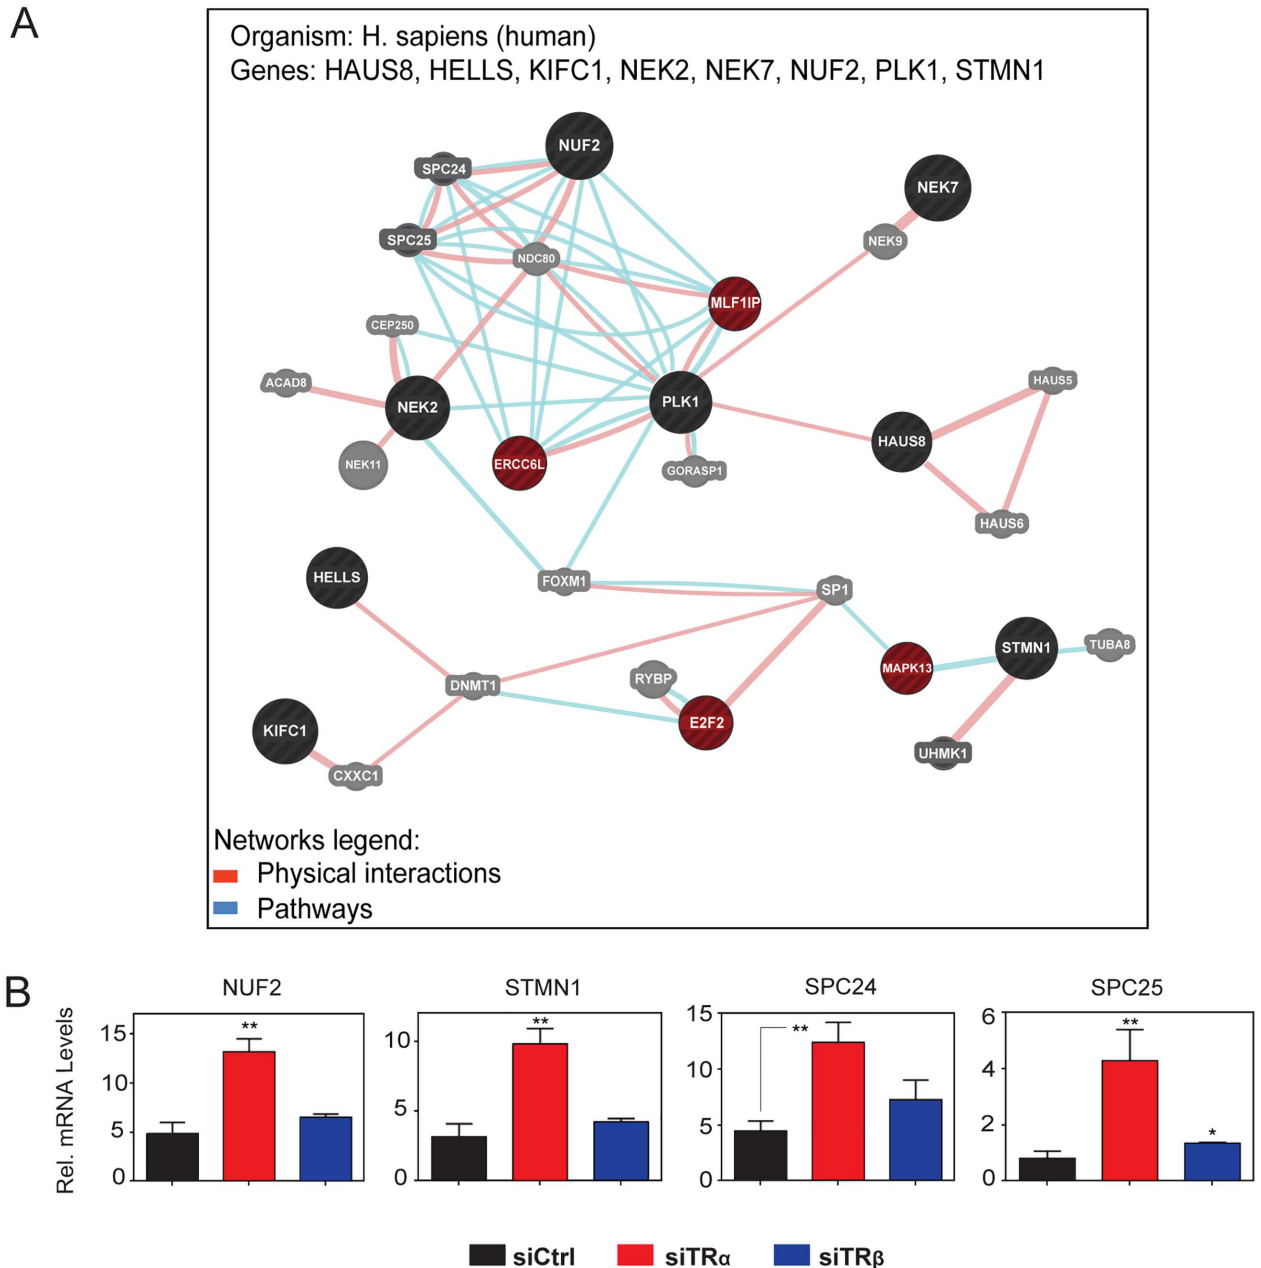 A
Organism: H. sapiens (human)
Genes: HAUS8, HELLS, KIFC1, NEK2, NEK7, NUF2, PLK1, STMN1
NUF2
SPC24
NEK7
SPC25
NEK9
NDC80
MLF1IP
CEP250
ACAD8
HAUS5
NEK2
PLK1
HAUS8
NEK11
ERCC6L
GORASP1
HAUS6
HELLS
FOXM1
SP1
STMN1
TUBA8
MAPK13
RYBP
DNMT1
E2F2
KIFC1
UHMK1
CXXC1
Networks legend:
Physical interactions
Pathways
B
NUF2 STMN1 SPC24 SPC25
Rel. mRNA Levels
15
10
5
0
**
10
5
0
**
15
10
5
0
**
6
4
2
0
**
*
siCtrl siTRα siTRβ